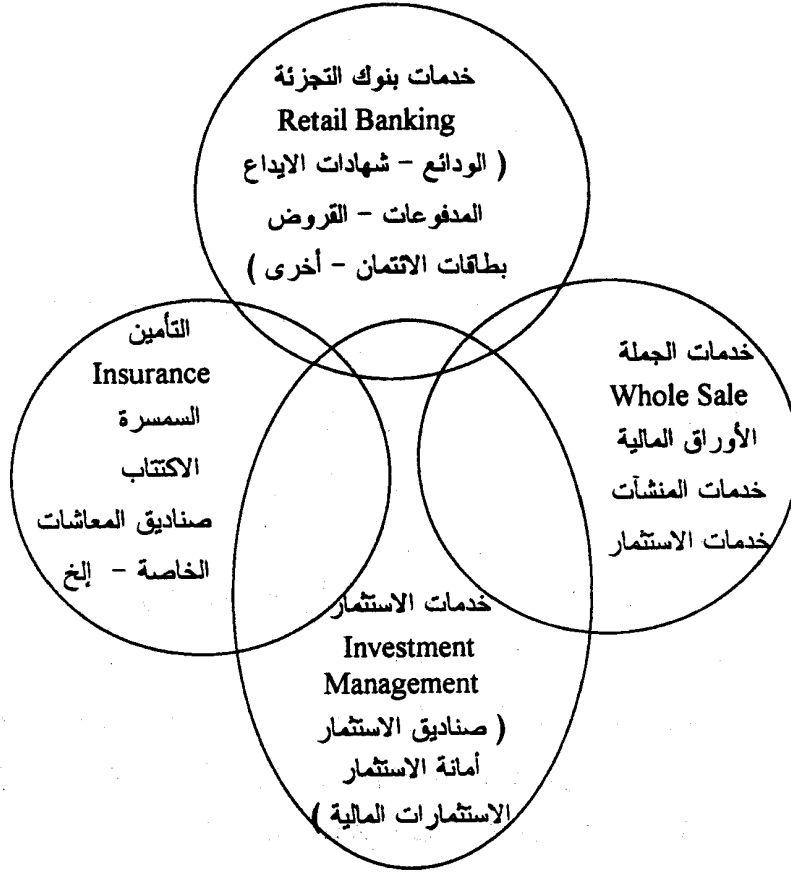 خدمات بنوك التجزئة
Retail Banking
( الودائع – شهادات الايداع
المدفوعات – القروض
بطاقات الائتمان – أخرى )
التأمين
Insurance
السمسرة
الاكتتاب
صناديق المعاشات
الخاصة – إلخ
خدمات الجملة
Whole Sale
الأوراق المالية
خدمات المنشآت
خدمات الاستثمار
خدمات الاستثمار
Investment
Management
( صناديق الاستثمار
أمانة الاستثمار
الاستثمارات المالية )